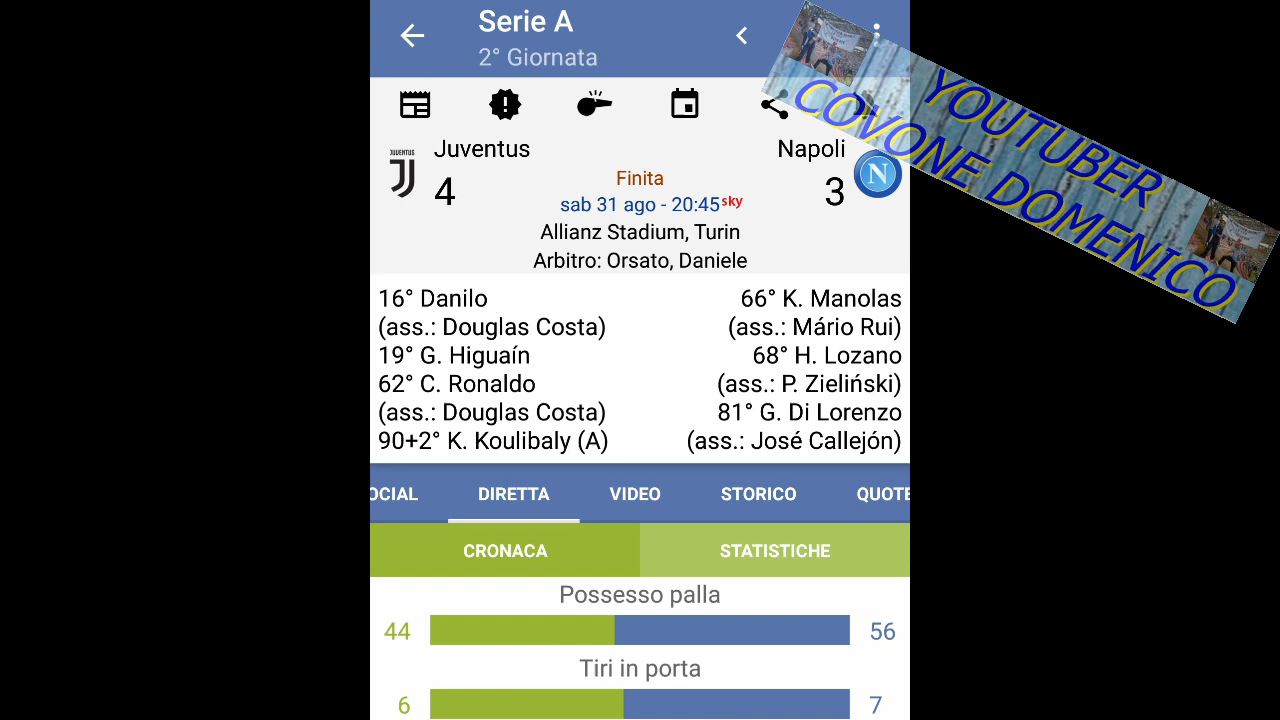 Serie A
2° Giornata
YOUTUBER
COVONE DOMENICO
JUVENTUS
Juventus
Napoli
N
4
3
Finita
sab 31 ago - 20:45 sky
Allianz Stadium, Turin
Arbitro: Orsato, Daniele
16° Danilo
66° K. Manolas
(ass.: Douglas Costa)
(ass.: Mário Rui)
19° G. Higuaín
68° H. Lozano
62° C. Ronaldo
(ass.: P. Zieliński)
(ass.: Douglas Costa)
81° G. Di Lorenzo
90+2° K. Koulibaly (A)
(ass.: José Callejón)
OCIAL DIRETTA VIDEO STORICO QUOTE
CRONACA STATISTICHE
Possesso palla
44 56
Tiri in porta
6 7